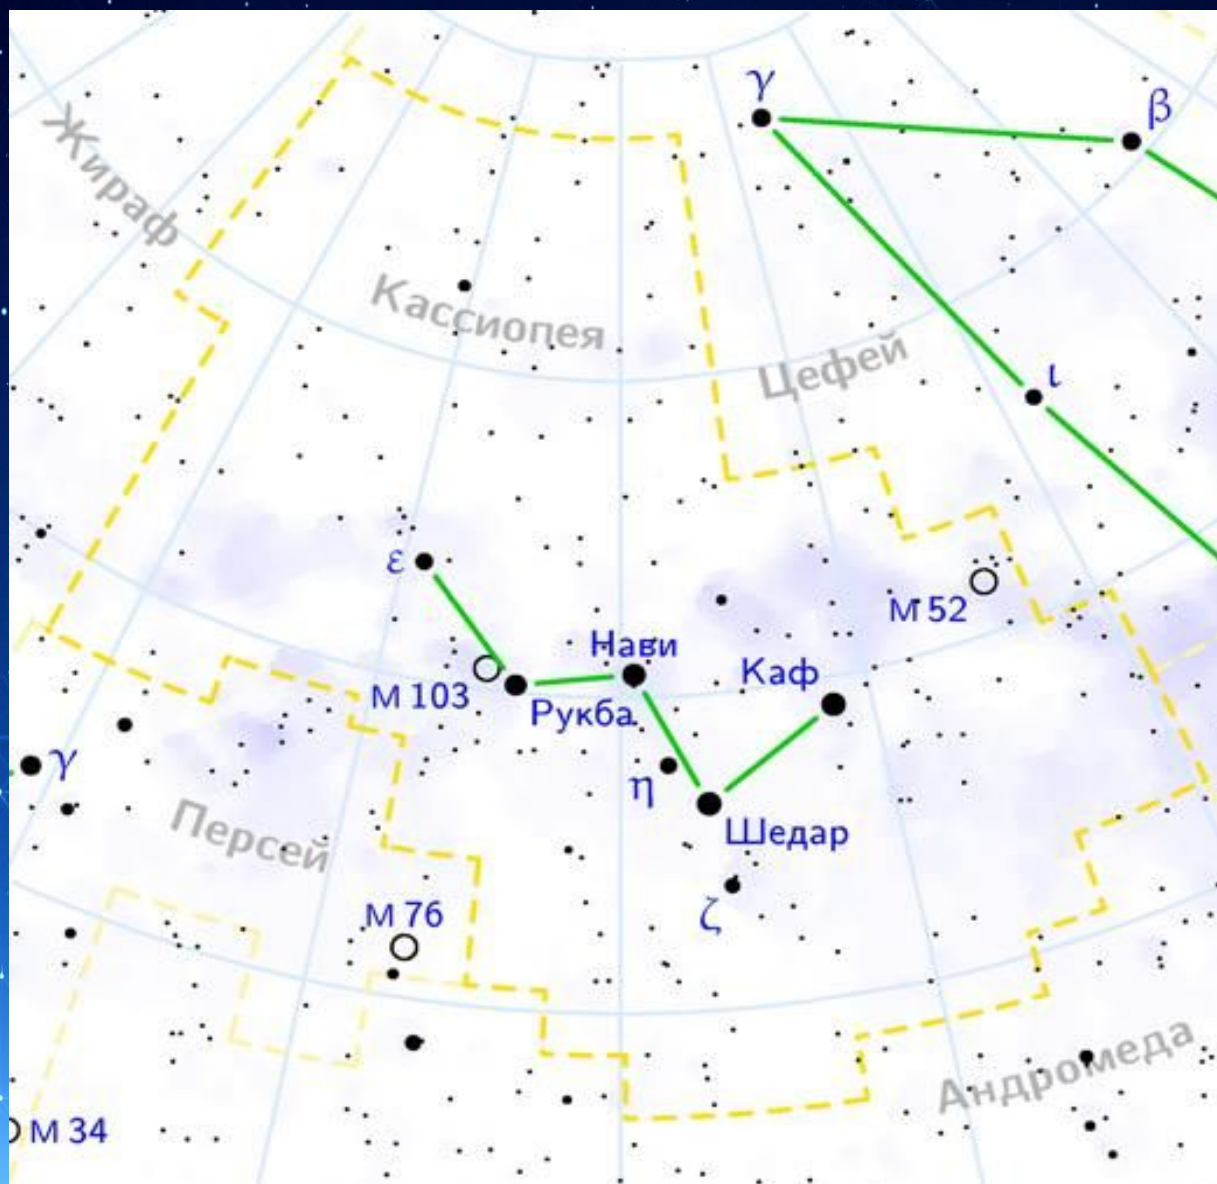 γ
β
Жираф
Кассиопея
Цефей
ι
ε
M 52
Нави
Каф
M 103
Рукба
γ
η
Шедар
Персей
ζ
M 76
Андромеда
M 34